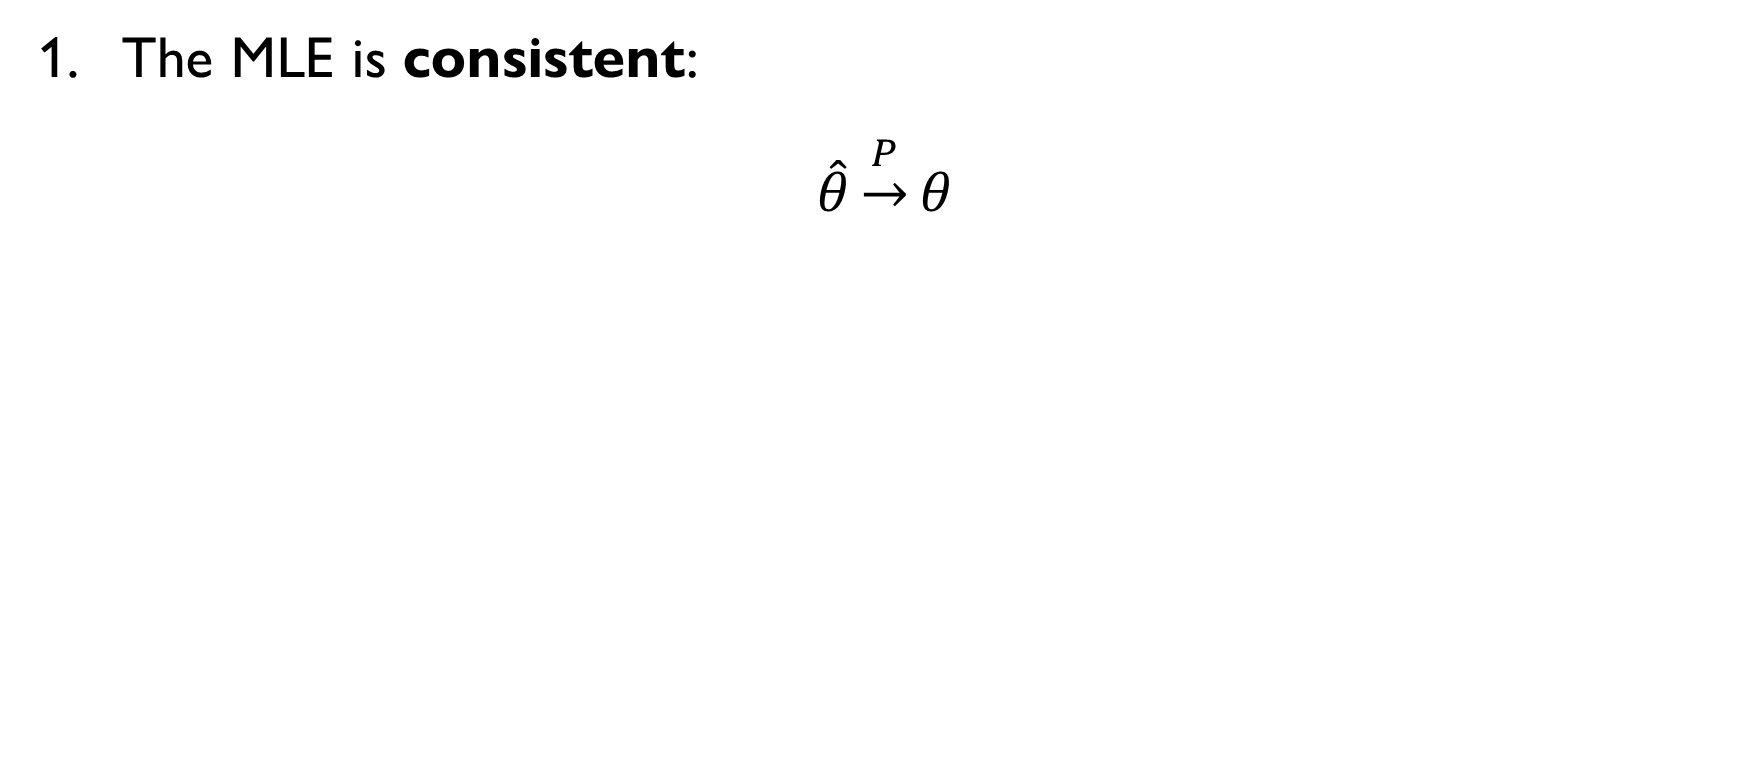 1. The MLE is consistent:
θ̂ →ᴾ θ